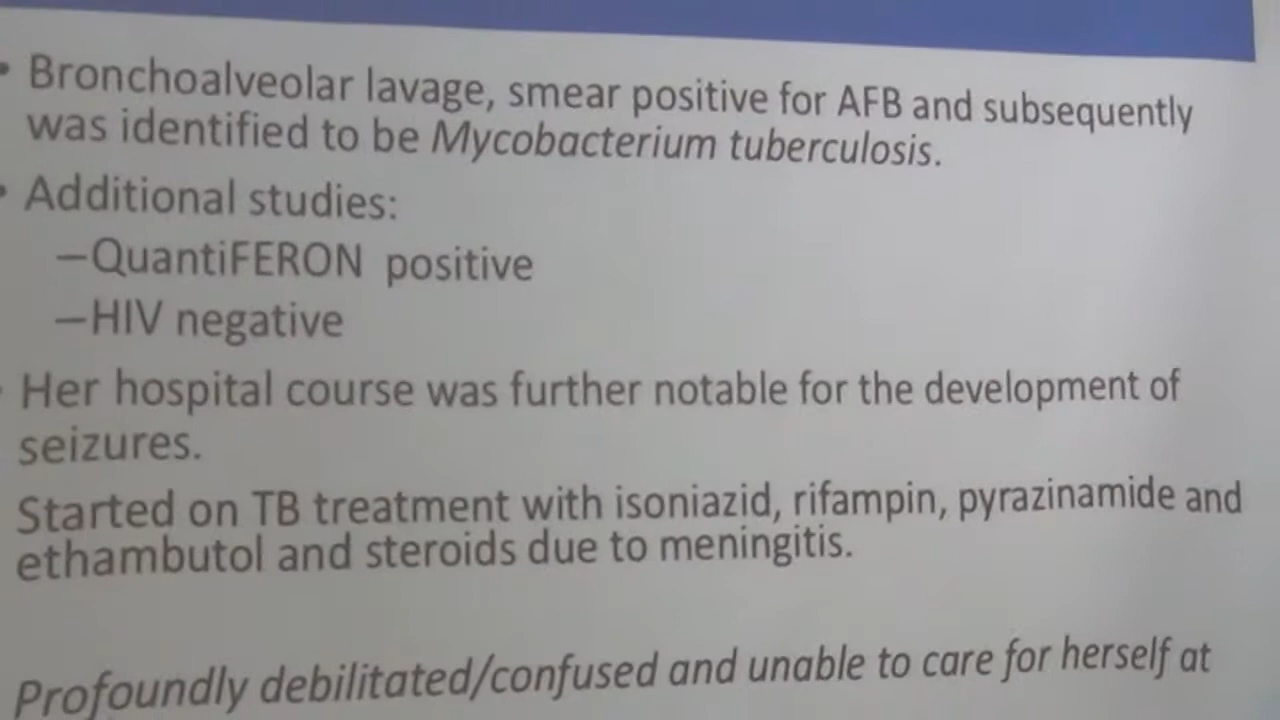 • Bronchoalveolar lavage, smear positive for AFB and subsequently
was identified to be Mycobacterium tuberculosis.
• Additional studies:
–QuantiFERON positive
–HIV negative
• Her hospital course was further notable for the development of
seizures.
Started on TB treatment with isoniazid, rifampin, pyrazinamide and
ethambutol and steroids due to meningitis.
Profoundly debilitated/confused and unable to care for herself at